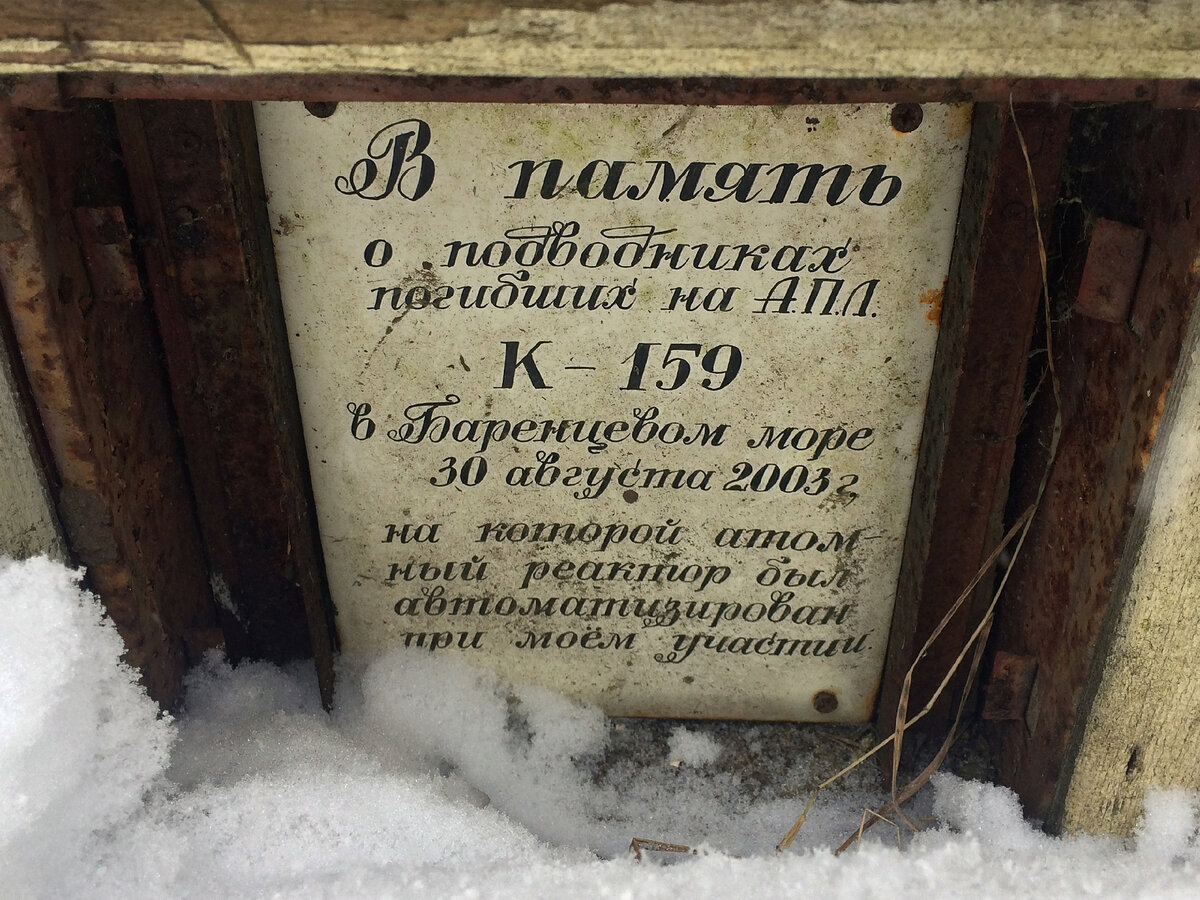 В память
о подводниках
погибших на А.П.Л.
К - 159
в Баренцевом море
30 августа 2003 г,
на которой атом-
ный реактор был
автоматизирован
при моём участии.